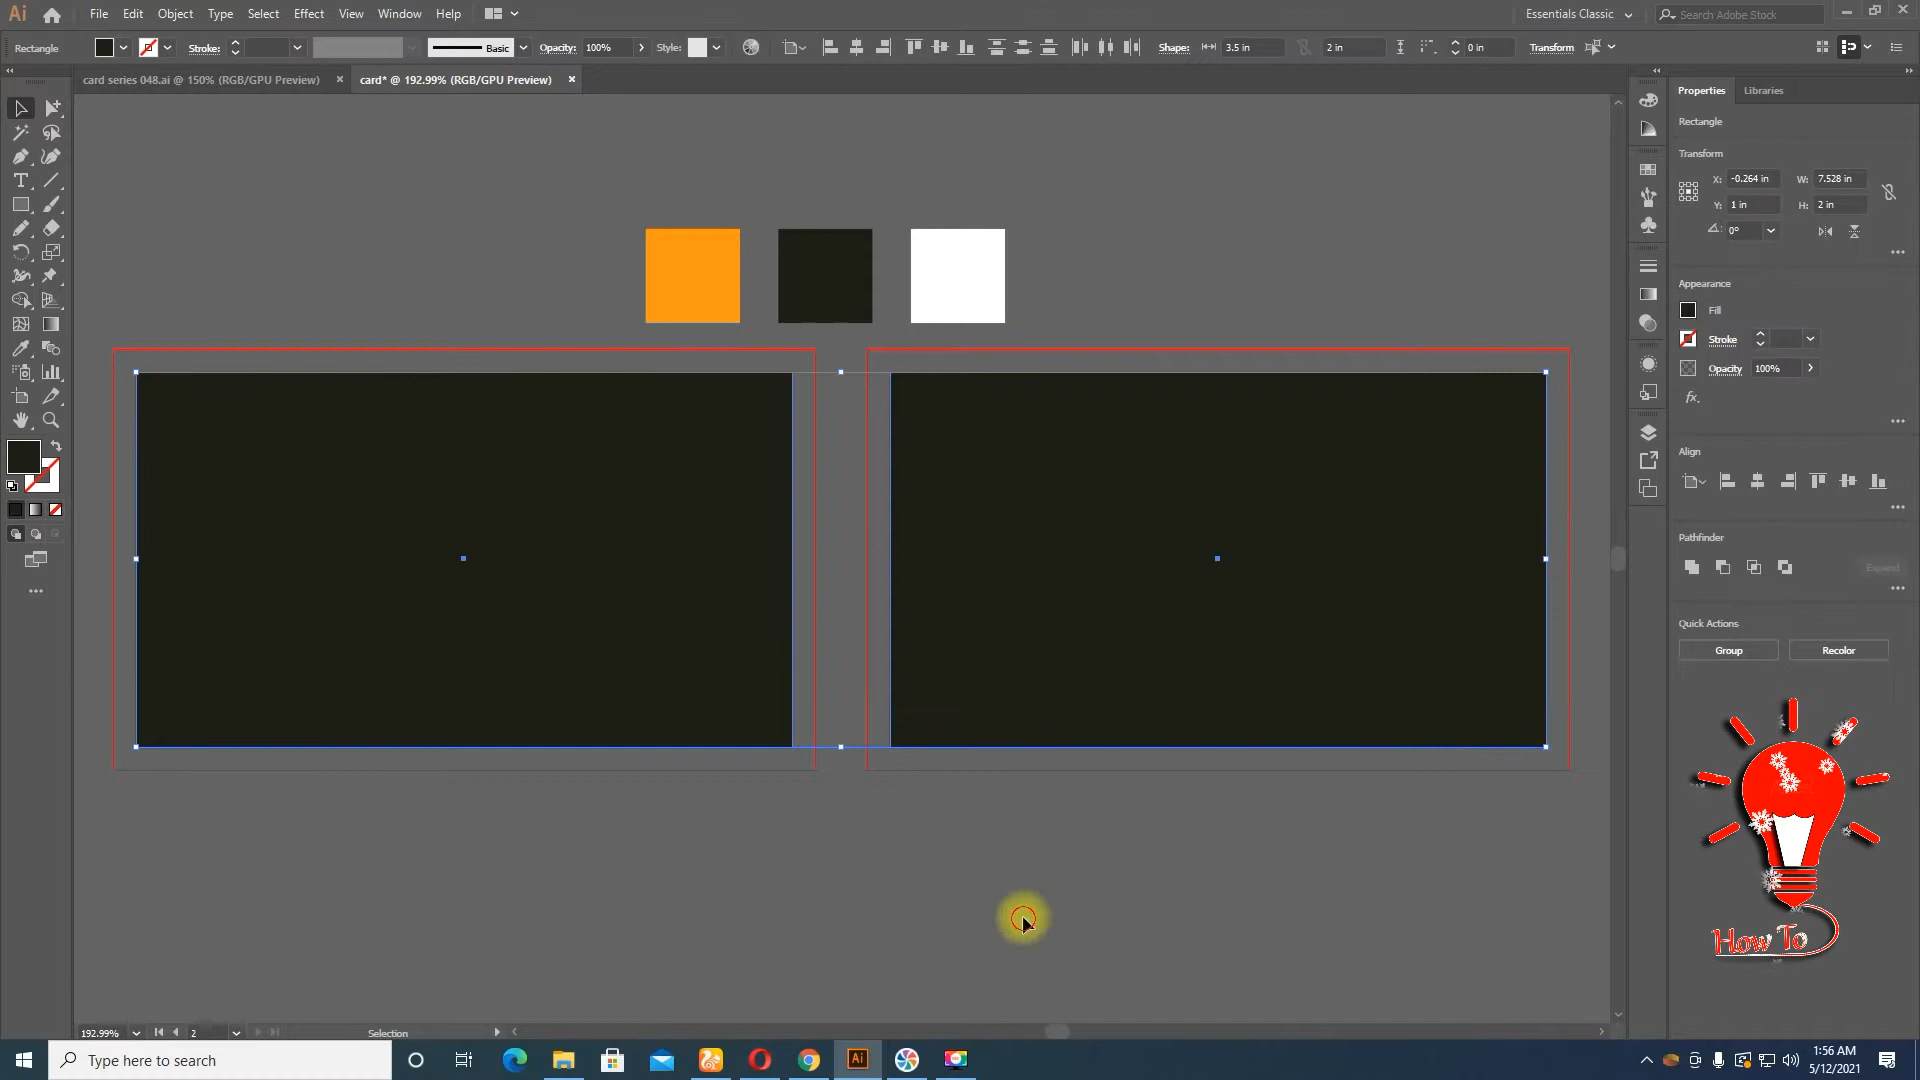 Ai File Edit Object Type Select Effect View Window Help Essentials Classic Search Adobe Stock
Rectangle Stroke: Basic Opacity: 100% Style: Shape: 3.5 in 2 in 0 in Transform
card series 048.ai @ 150% (RGB/GPU Preview) card* @ 192.99% (RGB/GPU Preview)
Properties Libraries
Rectangle
Transform
X: -0.264 in W: 7.528 in
Y: 1 in H: 2 in
0°
Appearance
Fill
Stroke
Opacity 100%
fx.
Align
Pathfinder
Expand
Quick Actions
Group Recolor
How To
192.99% 2 Selection
Type here to search
Ai
1:56 AM
5/12/2021